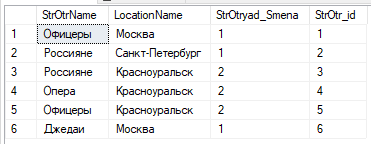 StrOtrName LocationName StrOtryad_Smena StrOtr_id
1 Офицеры Москва 1 1
2 Россияне Санкт-Петербург 1 2
3 Россияне Красноуральск 2 3
4 Опера Красноуральск 2 4
5 Офицеры Красноуральск 2 5
6 Джедаи Москва 1 6